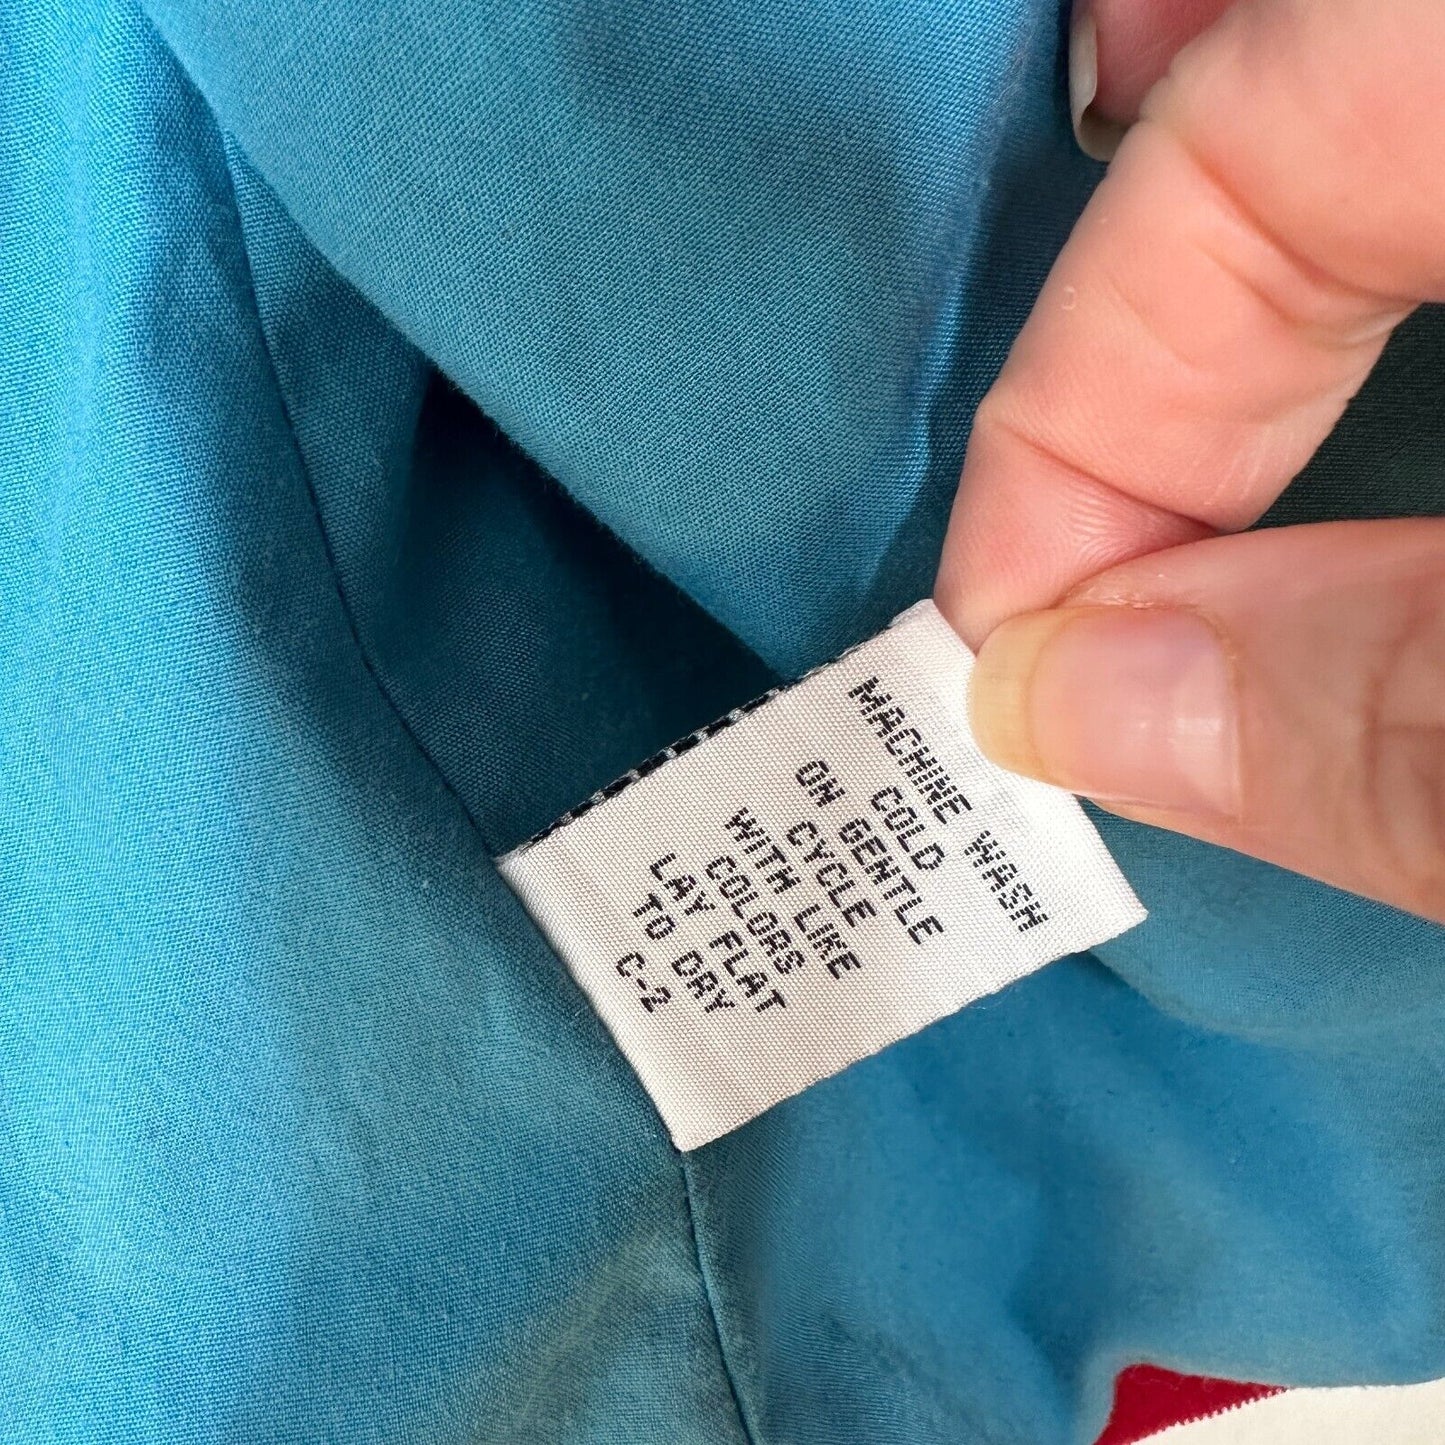 MACHINE WASH
COLD
ON GENTLE
CYCLE
WITH LIKE
COLORS
LAY FLAT
TO DRY
C-2